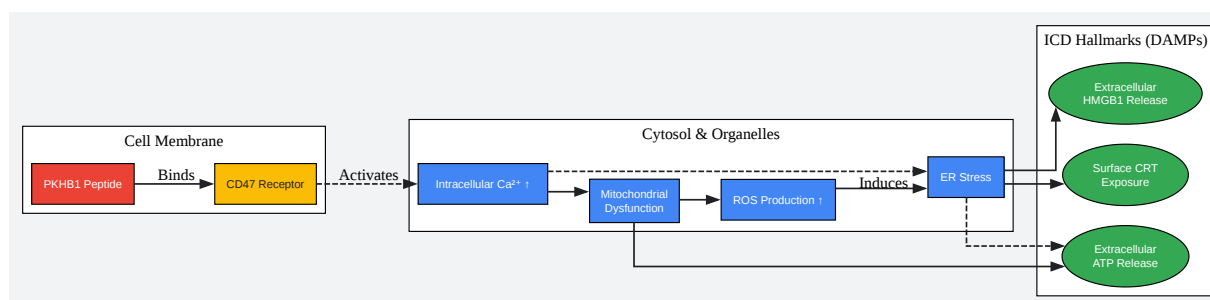 ICD Hallmarks (DAMPs)
Extracellular
HMGB1 Release
Cell Membrane
Cytosol & Organelles
PKHB1 Peptide
Binds
CD47 Receptor
Activates
Intracellular Ca²⁺ ↑
Mitochondrial
Dysfunction
ROS Production ↑
Induces
ER Stress
Surface CRT
Exposure
Extracellular
ATP Release